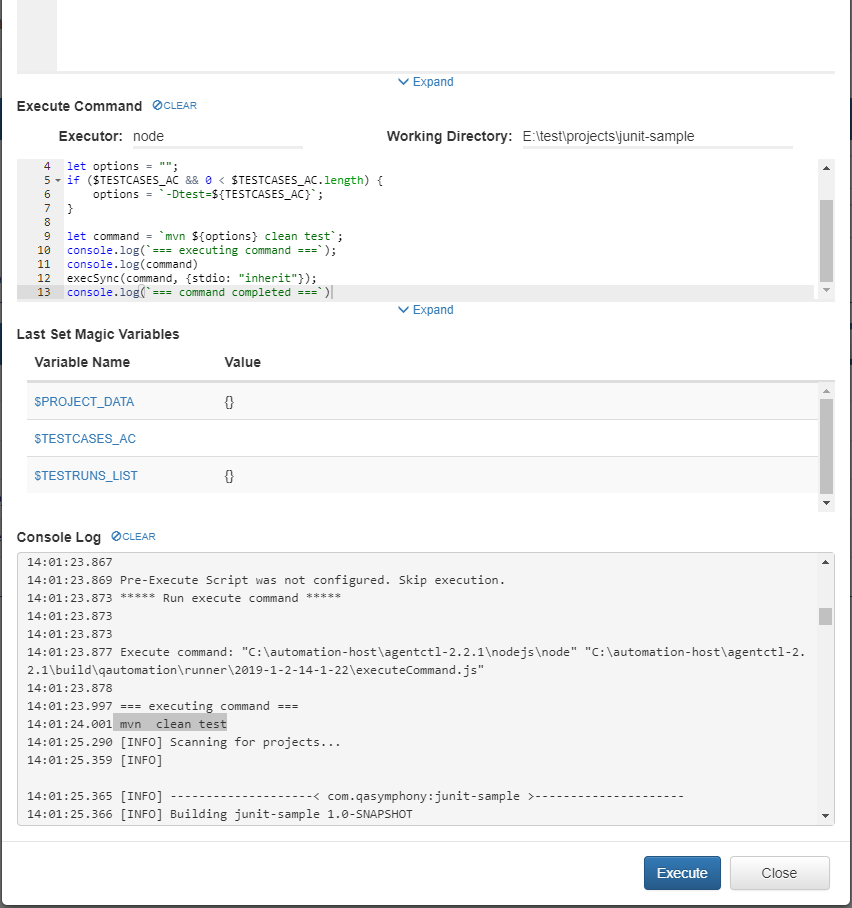 Expand
Execute Command CLEAR
Executor: node Working Directory: E:\test\projects\junit-sample
4 let options = "";
5 if ($TESTCASES_AC && 0 < $TESTCASES_AC.length) {
6 options = `-Dtest=${TESTCASES_AC}`;
7 }
8
9 let command = `mvn ${options} clean test`;
10 console.log(`=== executing command ===`);
11 console.log(command)
12 execSync(command, {stdio: "inherit"});
13 console.log(`=== command completed ===`)
Expand
Last Set Magic Variables
Variable Name Value
$PROJECT_DATA {}
$TESTCASES_AC
$TESTRUNS_LIST {}
Console Log CLEAR
14:01:23.867
14:01:23.869 Pre-Execute Script was not configured. Skip execution.
14:01:23.873 ***** Run execute command *****
14:01:23.873
14:01:23.873
14:01:23.877 Execute command: "C:\automation-host\agentctl-2.2.1\nodejs\node" "C:\automation-host\agentctl-2.
2.1\build\qautomation\runner\2019-1-2-14-1-22\executeCommand.js"
14:01:23.878
14:01:23.997 === executing command ===
14:01:24.001 mvn  clean test
14:01:25.290 [INFO] Scanning for projects...
14:01:25.359 [INFO]
14:01:25.365 [INFO] --------------------< com.qasymphony:junit-sample >---------------------
14:01:25.366 [INFO] Building junit-sample 1.0-SNAPSHOT
Execute Close